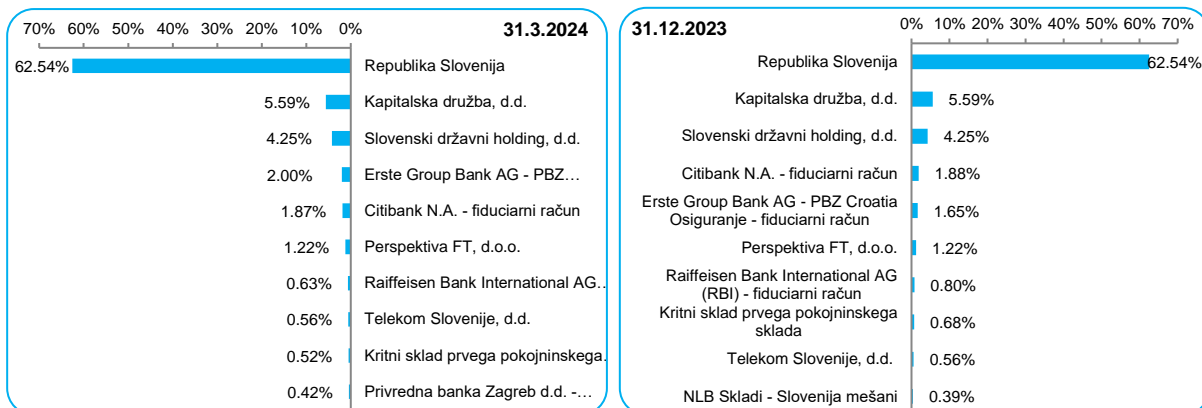 70% 60% 50% 40% 30% 20% 10% 0%
31.3.2024
62.54% Republika Slovenija
5.59% Kapitalska družba, d.d.
4.25% Slovenski državni holding, d.d.
2.00% Erste Group Bank AG - PBZ…
1.87% Citibank N.A. - fiduciarni račun
1.22% Perspektiva FT, d.o.o.
0.63% Raiffeisen Bank International AG…
0.56% Telekom Slovenije, d.d.
0.52% Kritni sklad prvega pokojninskega…
0.42% Privredna banka Zagreb d.d. -…
31.12.2023
0% 10% 20% 30% 40% 50% 60% 70%
Republika Slovenija 62.54%
Kapitalska družba, d.d. 5.59%
Slovenski državni holding, d.d. 4.25%
Citibank N.A. - fiduciarni račun 1.88%
Erste Group Bank AG - PBZ Croatia
Osiguranje - fiduciarni račun 1.65%
Perspektiva FT, d.o.o. 1.22%
Raiffeisen Bank International AG
(RBI) - fiduciarni račun 0.80%
Kritni sklad prvega pokojninskega
sklada 0.68%
Telekom Slovenije, d.d. 0.56%
NLB Skladi - Slovenija mešani 0.39%